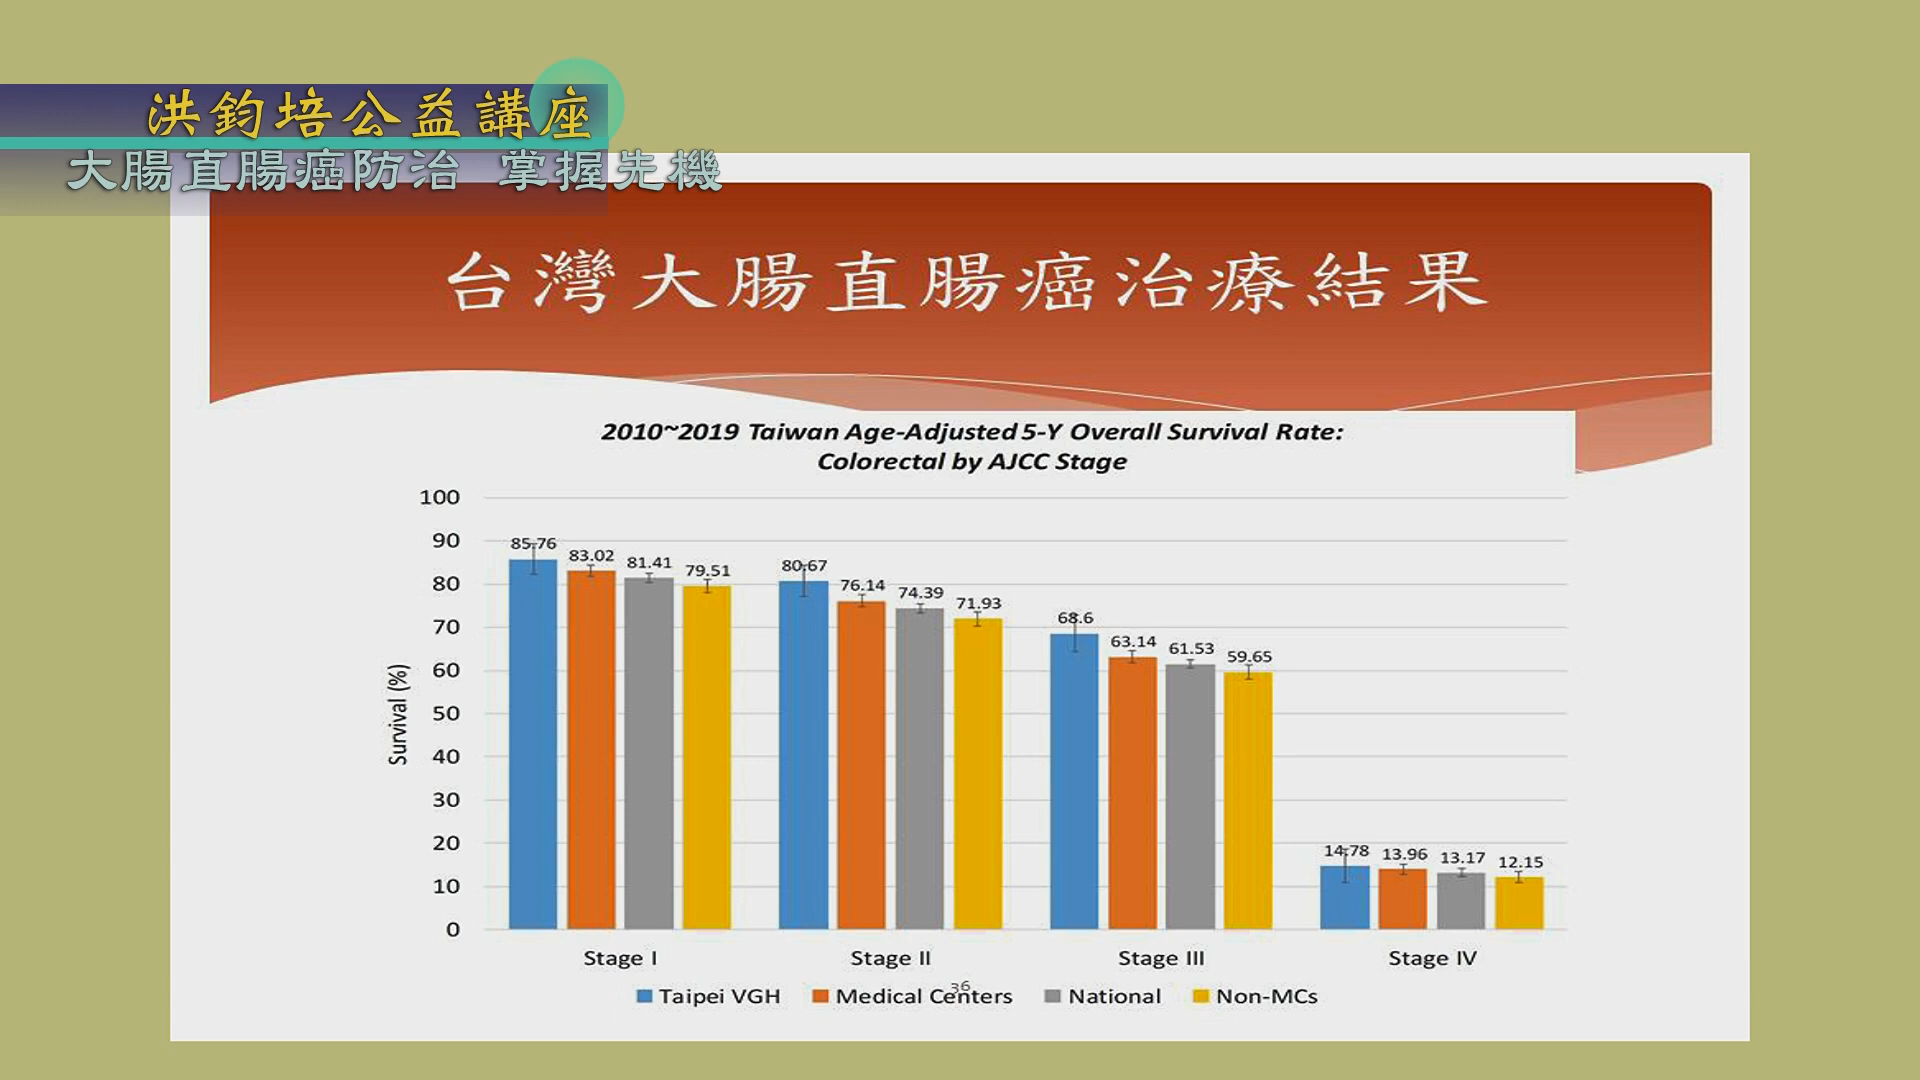 洪鈞培公益講座
大腸直腸癌防治 掌握先機
台灣大腸直腸癌治療結果
2010~2019 Taiwan Age-Adjusted 5-Y Overall Survival Rate:
Colorectal by AJCC Stage
Survival (%)
100
90
80
70
60
50
40
30
20
10
0
85.76 83.02 81.41 79.51
80.67 76.14 74.39 71.93
68.6 63.14 61.53 59.65
14.78 13.96 13.17 12.15
Stage I Stage II Stage III Stage IV
36
Taipei VGH Medical Centers National Non-MCs